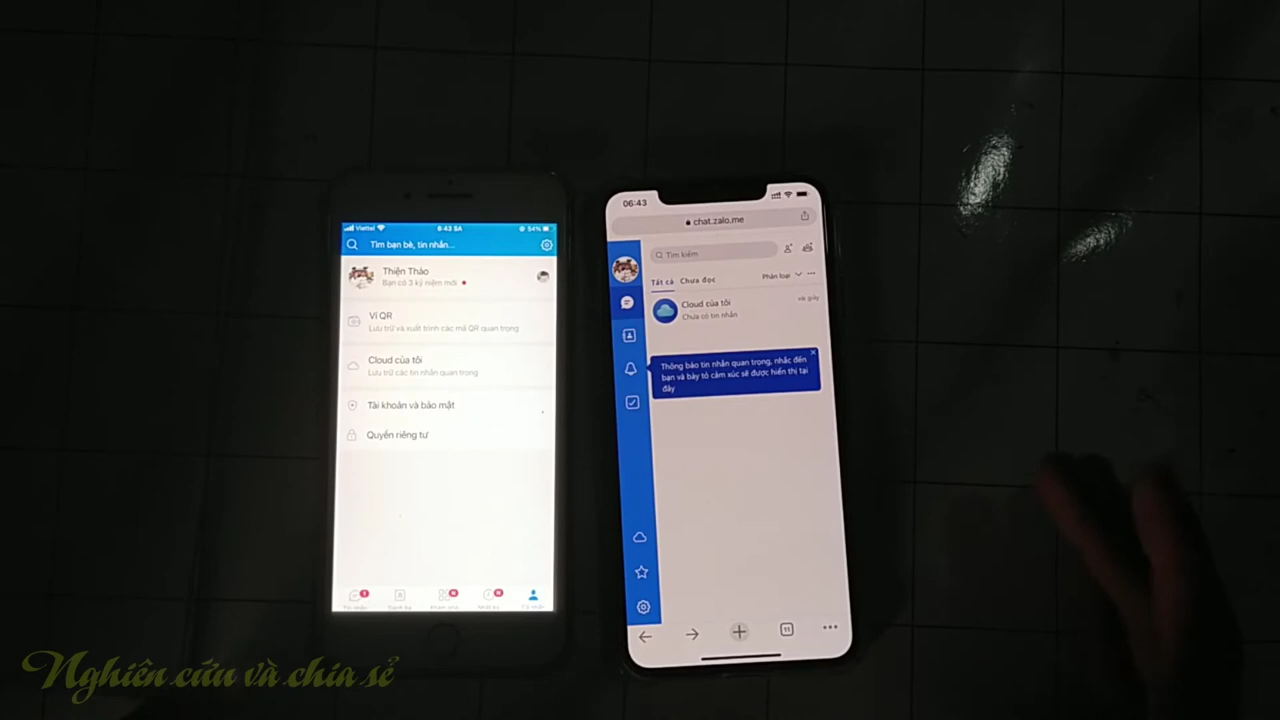 Viettel
6:43 SA
54%
Tìm bạn bè, tin nhắn...
Thiện Thảo
Bạn có 3 kỷ niệm mới
Ví QR
Lưu trữ và xuất trình các mã QR quan trọng
Cloud của tôi
Lưu trữ các tin nhắn quan trọng
Tài khoản và bảo mật
Quyền riêng tư
06:43
chat.zalo.me
Tìm kiếm
Tất cả
Chưa đọc
Phân loại
Cloud của tôi
vài giây
Chưa có tin nhắn
Thông báo tin nhắn quan trọng, nhắc đến
bạn và bày tỏ cảm xúc sẽ được hiển thị tại
đây
11
Nghiên cứu và chia sẻ